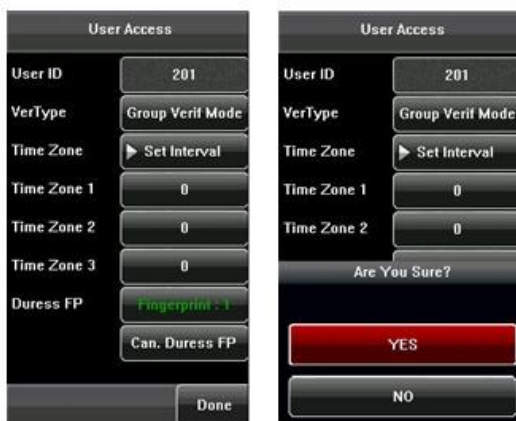 User Access
User ID 201
VerType Group Verif Mode
Time Zone Set Interval
Time Zone 1 0
Time Zone 2 0
Time Zone 3 0
Duress FP Fingerprint : 1
Can. Duress FP
Done
User Access
User ID 201
VerType Group Verif Mode
Time Zone Set Interval
Time Zone 1 0
Time Zone 2 0
Are You Sure?
YES
NO